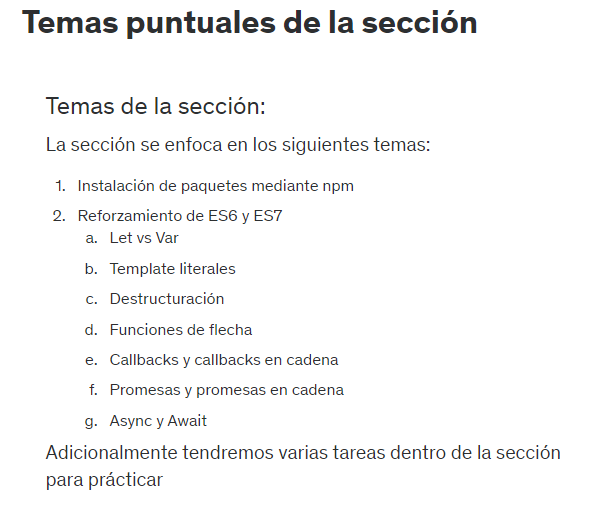 Temas puntuales de la sección
Temas de la sección:
La sección se enfoca en los siguientes temas:
1. Instalación de paquetes mediante npm
2. Reforzamiento de ES6 y ES7
a. Let vs Var
b. Template literales
c. Destructuración
d. Funciones de flecha
e. Callbacks y callbacks en cadena
f. Promesas y promesas en cadena
g. Async y Await
Adicionalmente tendremos varias tareas dentro de la sección
para prácticar